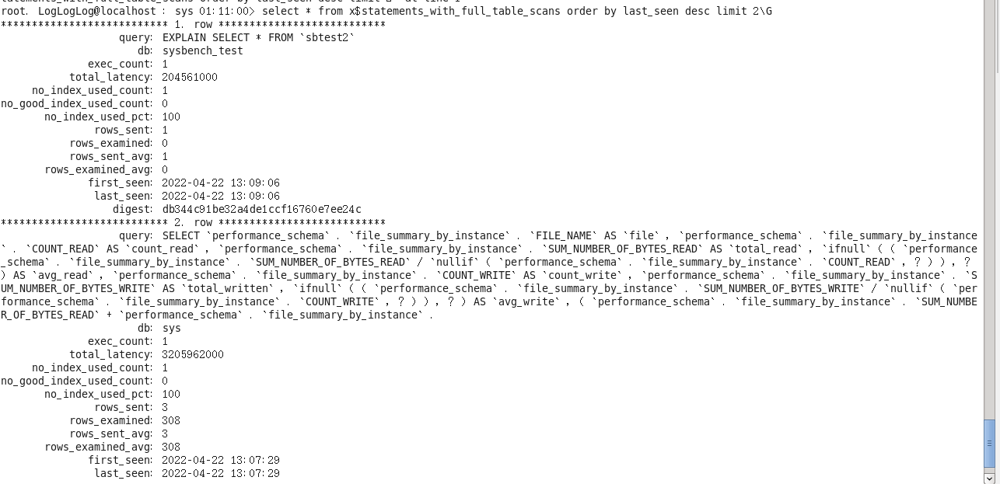 root. LogLogLog@localhost : sys 01:11:00> select * from x$statements_with_full_table_scans order by last_seen desc limit 2\G
*************************** 1. row ***************************
query: EXPLAIN SELECT * FROM `sbtest2`
db: sysbench_test
exec_count: 1
total_latency: 204561000
no_index_used_count: 1
no_good_index_used_count: 0
no_index_used_pct: 100
rows_sent: 1
rows_examined: 0
rows_sent_avg: 1
rows_examined_avg: 0
first_seen: 2022-04-22 13:09:06
last_seen: 2022-04-22 13:09:06
digest: db344c91be32a4de1ccf16760e7ee24c
*************************** 2. row ***************************
query: SELECT `performance_schema` . `file_summary_by_instance` . `FILE_NAME` AS `file` , `performance_schema` . `file_summary_by_instance
` . `COUNT_READ` AS `count_read` , `performance_schema` . `file_summary_by_instance` . `SUM_NUMBER_OF_BYTES_READ` AS `total_read` , `ifnull` ( ( `performance
_schema` . `file_summary_by_instance` . `SUM_NUMBER_OF_BYTES_READ` / `nullif` ( `performance_schema` . `file_summary_by_instance` . `COUNT_READ` , ? ) ) , ?
) AS `avg_read` , `performance_schema` . `file_summary_by_instance` . `COUNT_WRITE` AS `count_write` , `performance_schema` . `file_summary_by_instance` . `S
UM_NUMBER_OF_BYTES_WRITE` AS `total_written` , `ifnull` ( ( `performance_schema` . `file_summary_by_instance` . `SUM_NUMBER_OF_BYTES_WRITE` / `nullif` ( `per
formance_schema` . `file_summary_by_instance` . `COUNT_WRITE` , ? ) ) , ? ) AS `avg_write` , ( `performance_schema` . `file_summary_by_instance` . `SUM_NUMBE
R_OF_BYTES_READ` + `performance_schema` . `file_summary_by_instance` .
db: sys
exec_count: 1
total_latency: 3205962000
no_index_used_count: 1
no_good_index_used_count: 0
no_index_used_pct: 100
rows_sent: 3
rows_examined: 308
rows_sent_avg: 3
rows_examined_avg: 308
first_seen: 2022-04-22 13:07:29
last_seen: 2022-04-22 13:07:29